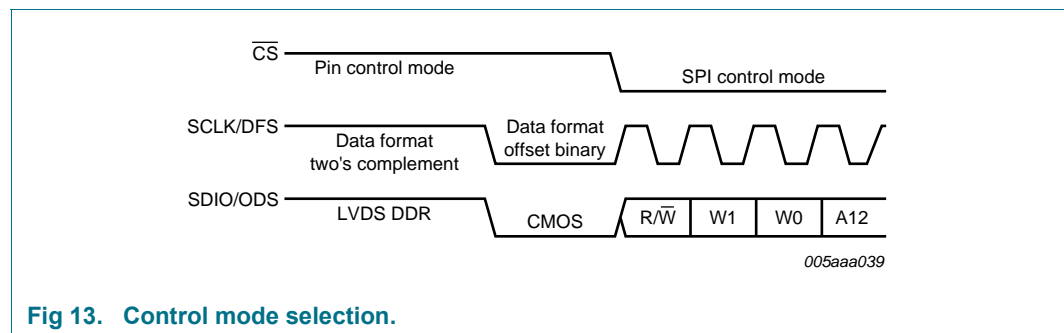 C̅S̅
Pin control mode
SPI control mode
SCLK/DFS
Data format
two's complement
Data format
offset binary
SDIO/ODS
LVDS DDR
CMOS
R/W̅
W1
W0
A12
005aaa039
Fig 13. Control mode selection.